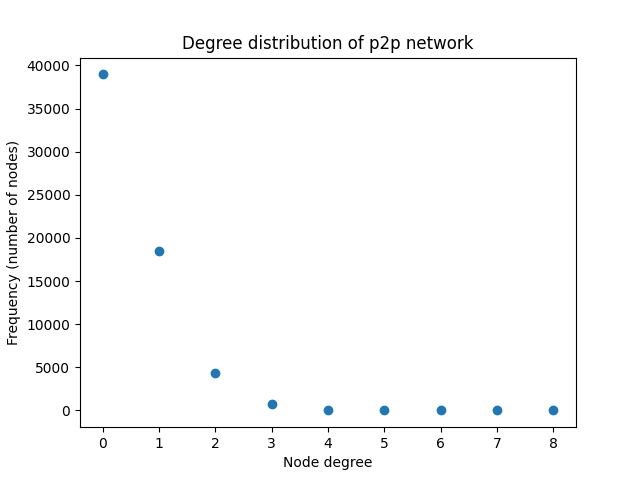 Degree distribution of p2p network
40000
35000
30000
25000
20000
15000
10000
5000
0
Frequency (number of nodes)
0 1 2 3 4 5 6 7 8
Node degree